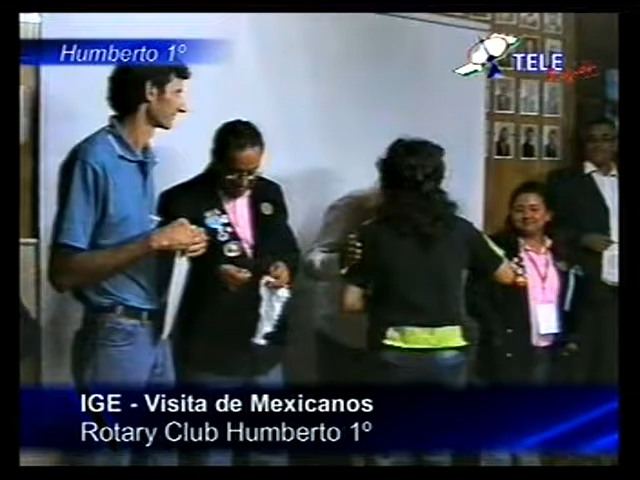 Humberto 1º
TELE
IGE - Visita de Mexicanos
Rotary Club Humberto 1º